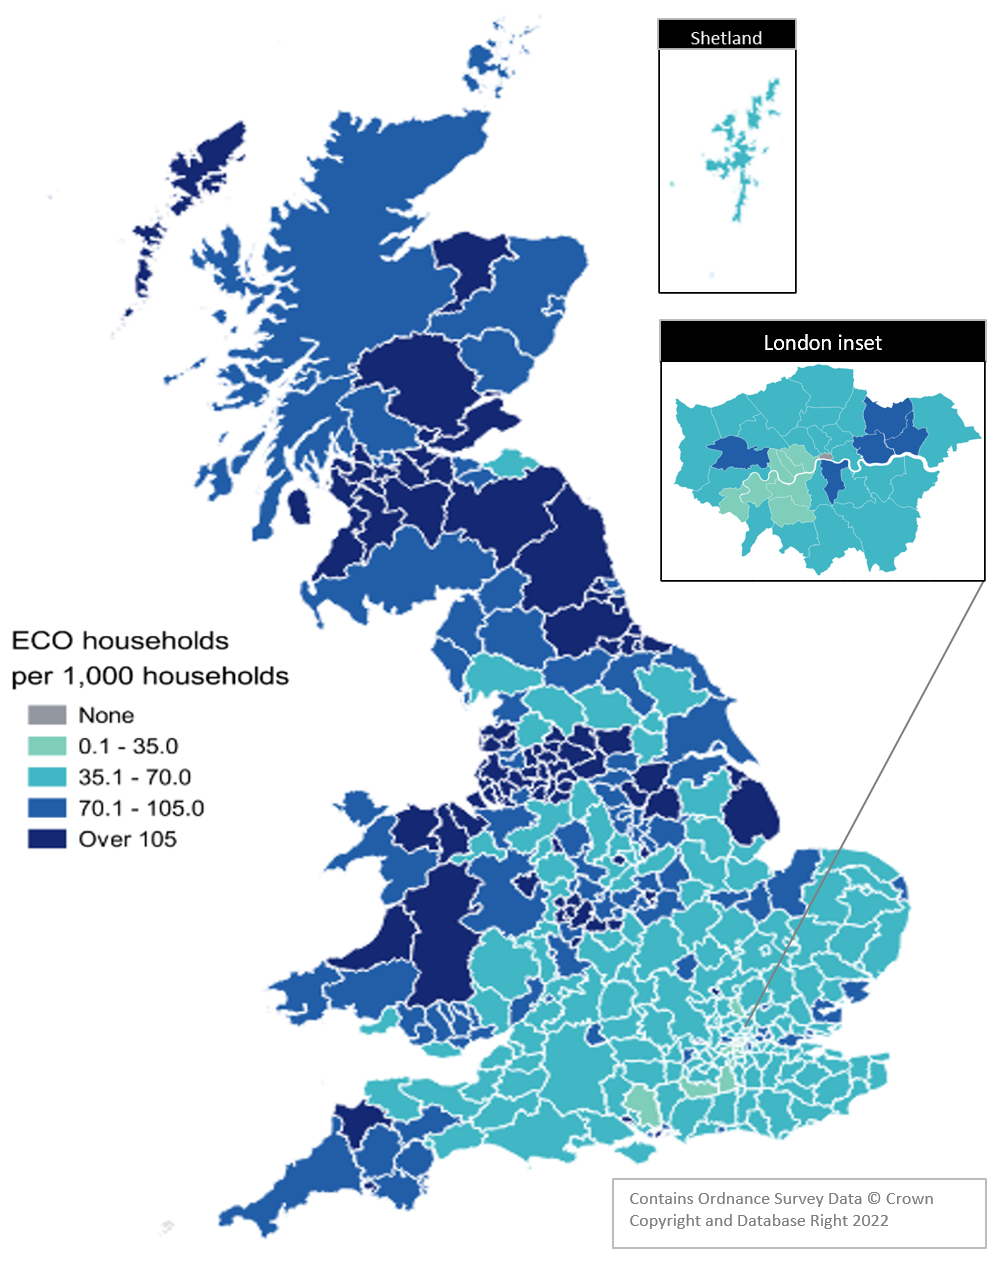 Shetland
London inset
ECO households
per 1,000 households
None
0.1 - 35.0
35.1 - 70.0
70.1 - 105.0
Over 105
Contains Ordnance Survey Data © Crown
Copyright and Database Right 2022